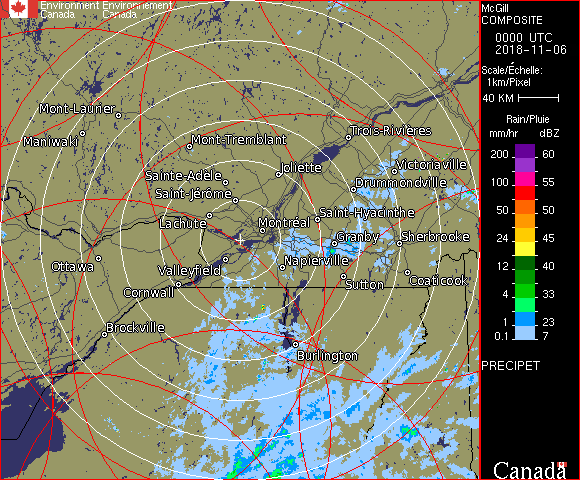 Environment Environnement
Canada Canada
McGill
COMPOSITE
0000 UTC
2018-11-06
Scale/Échelle:
1km/Pixel
40 KM
Rain/Pluie
mm/hr dBZ
200 60
100 55
50 50
24 45
12 40
4 33
1 23
0.1 7
PRECIPET
Canada
Mont-Laurier
Maniwaki
Mont-Tremblant
Trois-Rivières
Sainte-Adèle
Joliette
Victoriaville
Saint-Jérôme
Drummondville
Lachute
Saint-Hyacinthe
Montréal
Granby
Sherbrooke
Ottawa
Valleyfield
Napierville
Cornwall
Sutton
Coaticook
Brockville
Burlington